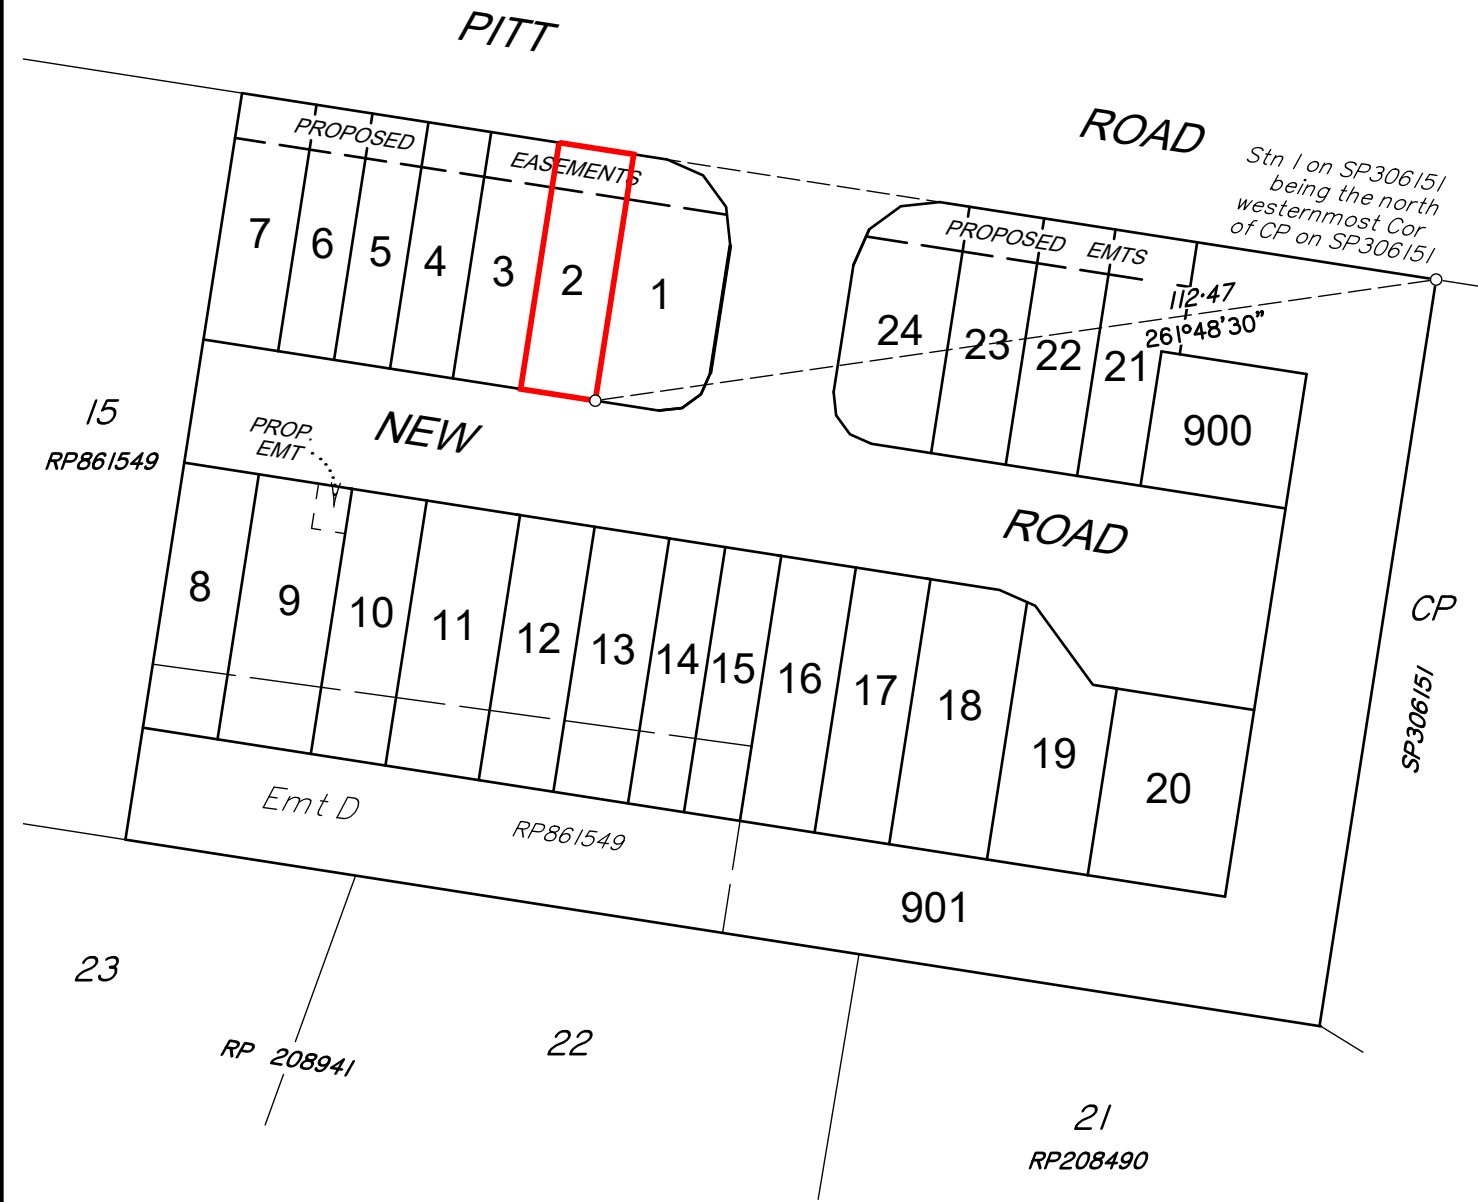 PITT
ROAD
Stn 1 on SP306151
being the north
westernmost Cor
of CP on SP306151
PROPOSED
EASEMENTS
PROPOSED EMTS
7
6
5
4
3
2
1
24
23
22
21
112·47
261°48'30"
900
15
RP861549
PROP.
EMT
NEW
ROAD
8
9
10
11
12
13
14
15
16
17
18
19
20
CP
SP306151
Emt D
RP861549
901
23
RP 208941
22
21
RP208490